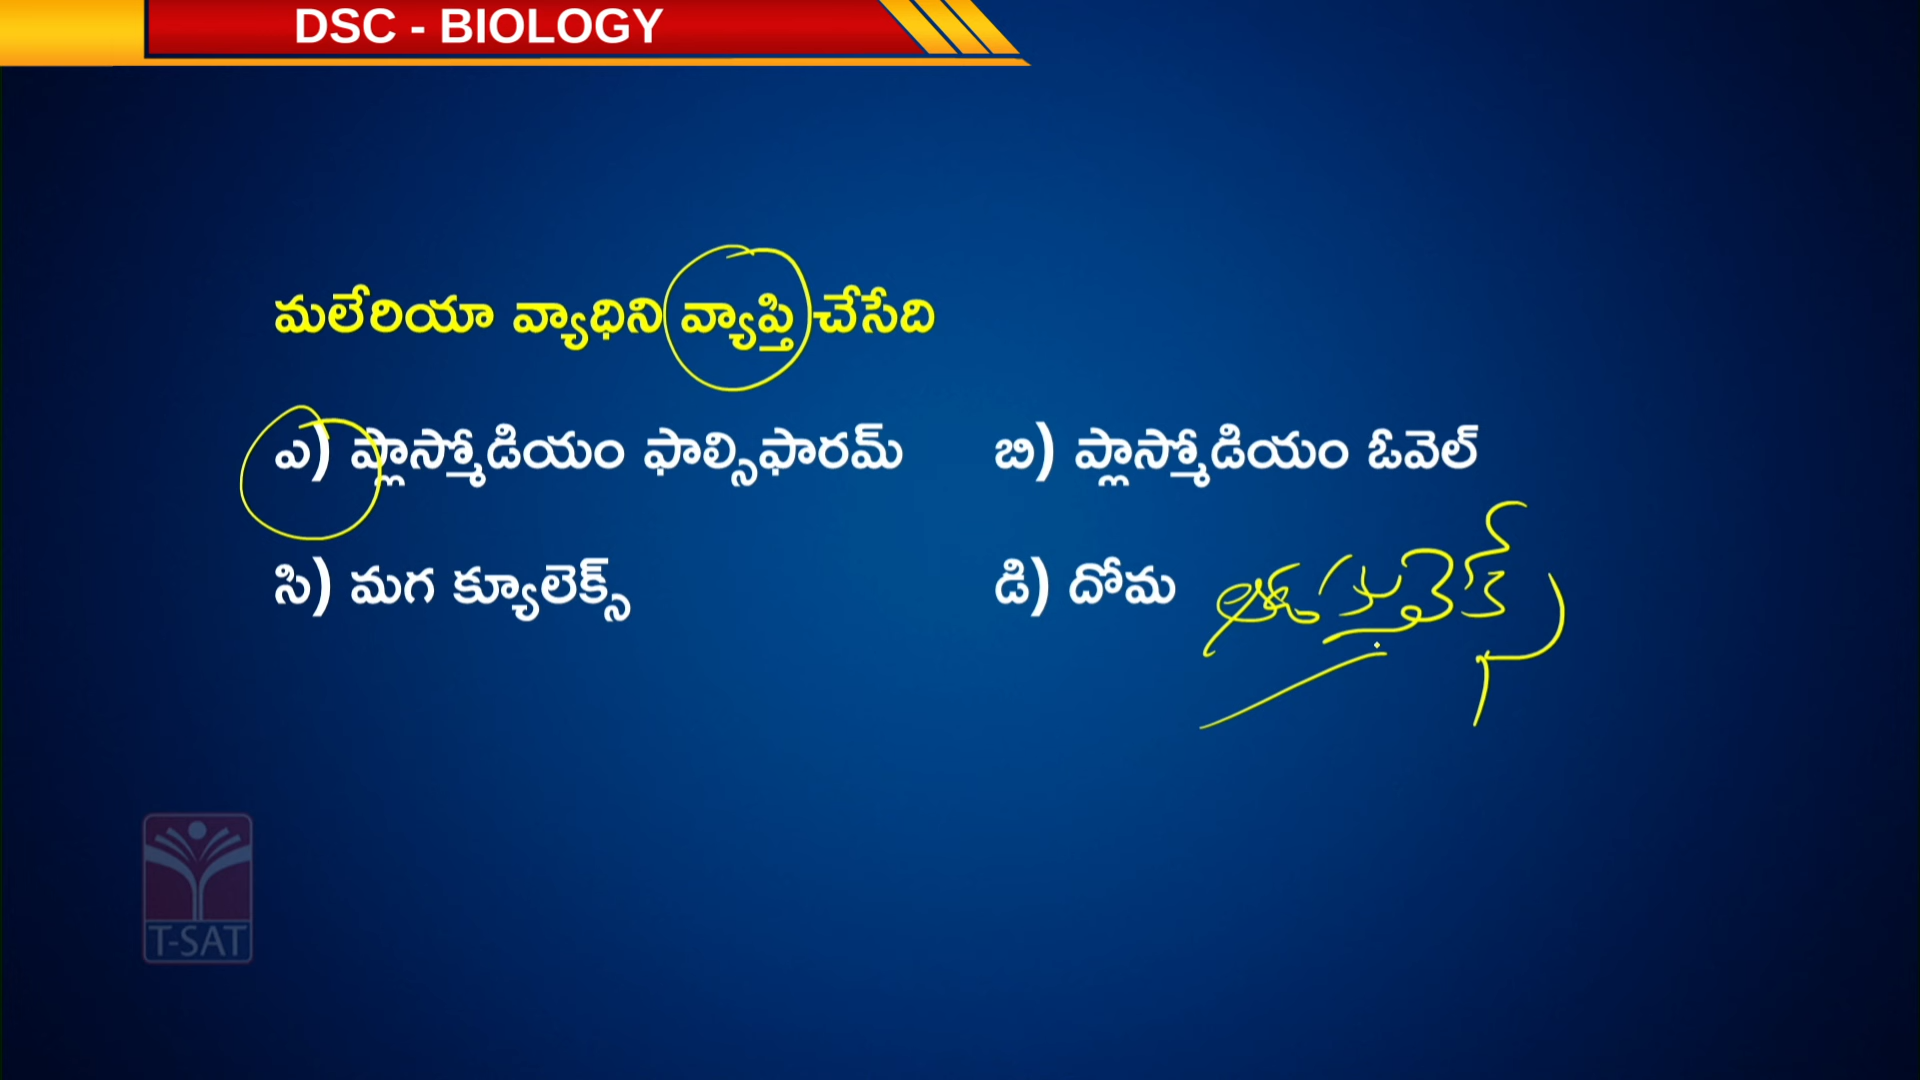 DSC - BIOLOGY
మలేరియా వ్యాధిని వ్యాప్తి చేసేది
ఎ) ప్లాస్మోడియం ఫాల్సిఫారమ్ బి) ప్లాస్మోడియం ఓవెల్
సి) మగ క్యూలెక్స్ డి) దోమ
T-SAT